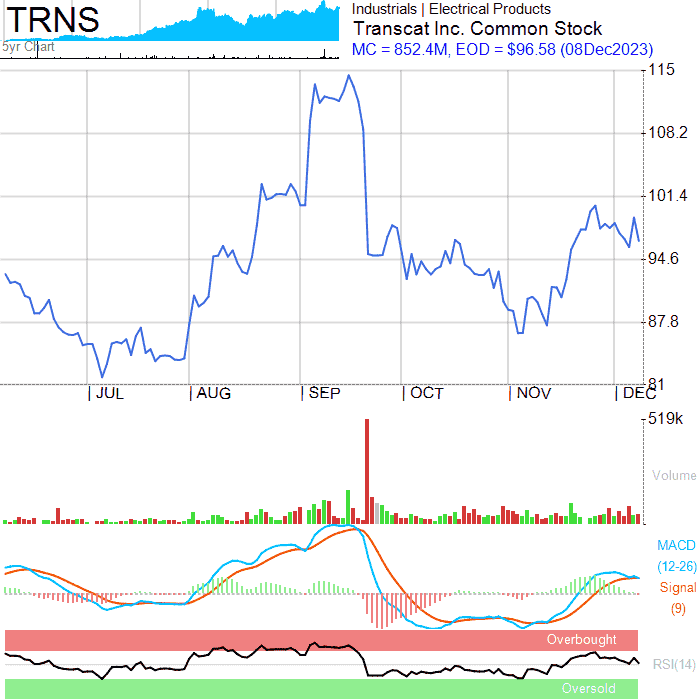 TRNS
5yr Chart
Industrials | Electrical Products
Transcat Inc. Common Stock
MC = 852.4M, EOD = $96.58 (08Dec2023)
115
108.2
101.4
94.6
87.8
81
JUL
AUG
SEP
OCT
NOV
DEC
519k
Volume
MACD
(12-26)
Signal
(9)
Overbought
RSI(14)
Oversold